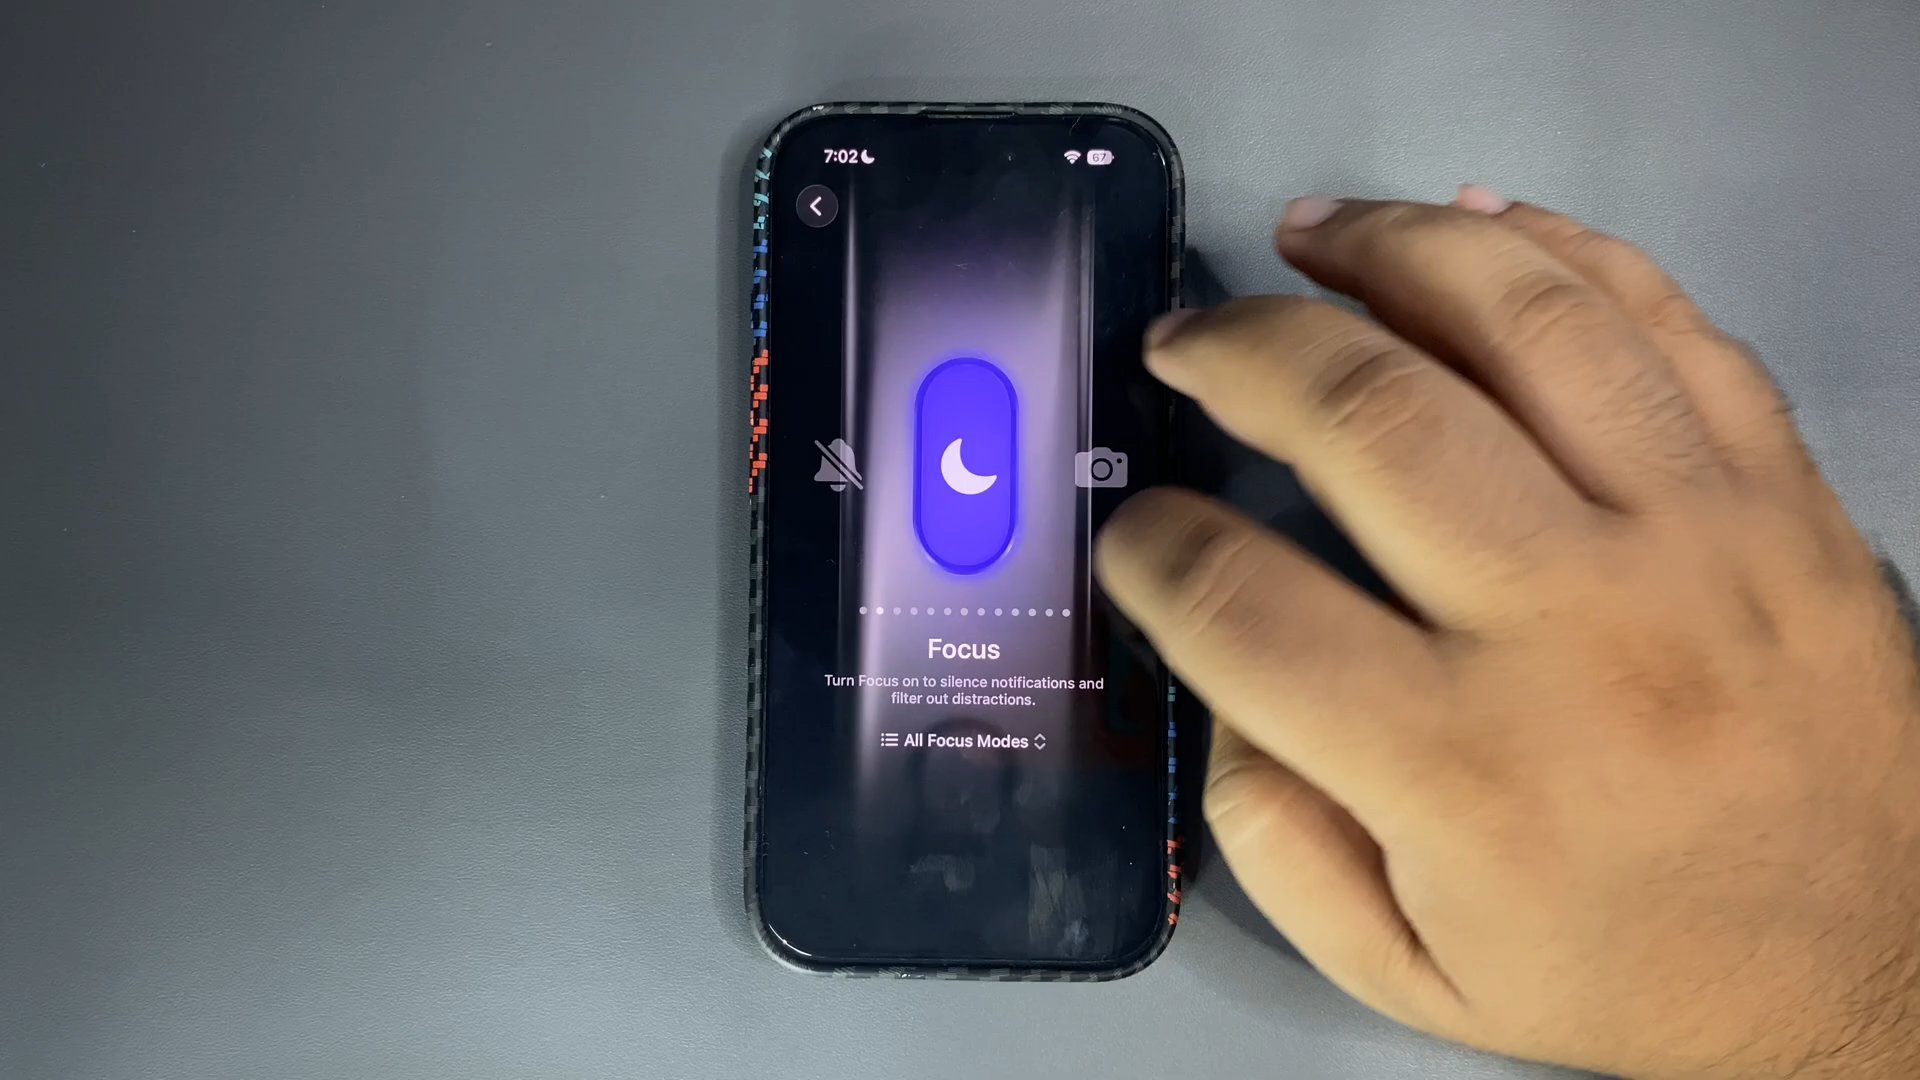 7:02
67
Focus
Turn Focus on to silence notifications and
filter out distractions.
All Focus Modes